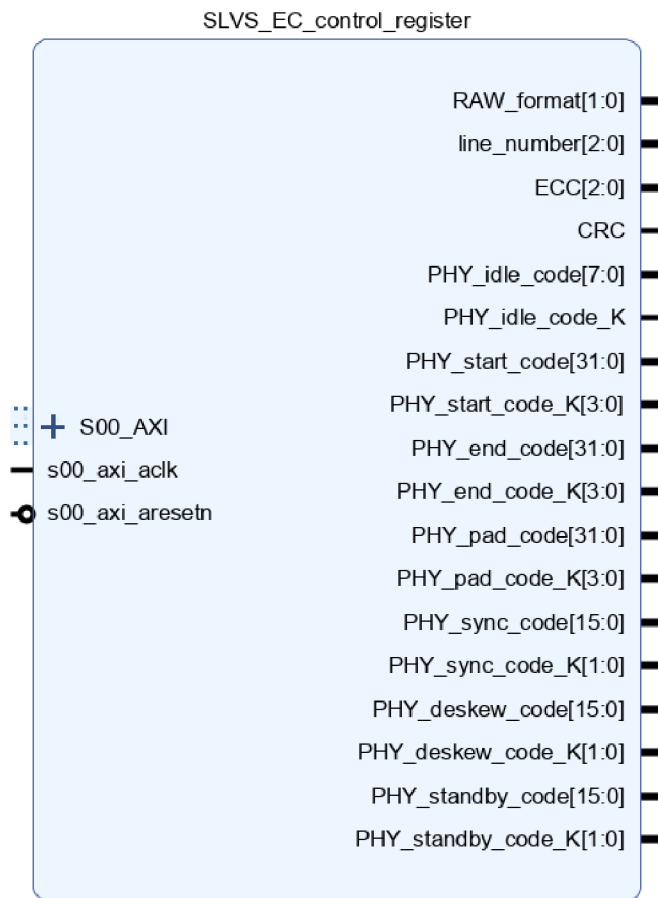 SLVS_EC_control_register
RAW_format[1:0]
line_number[2:0]
ECC[2:0]
CRC
PHY_idle_code[7:0]
PHY_idle_code_K
PHY_start_code[31:0]
PHY_start_code_K[3:0]
S00_AXI
PHY_end_code[31:0]
s00_axi_aclk
PHY_end_code_K[3:0]
s00_axi_aresetn
PHY_pad_code[31:0]
PHY_pad_code_K[3:0]
PHY_sync_code[15:0]
PHY_sync_code_K[1:0]
PHY_deskew_code[15:0]
PHY_deskew_code_K[1:0]
PHY_standby_code[15:0]
PHY_standby_code_K[1:0]